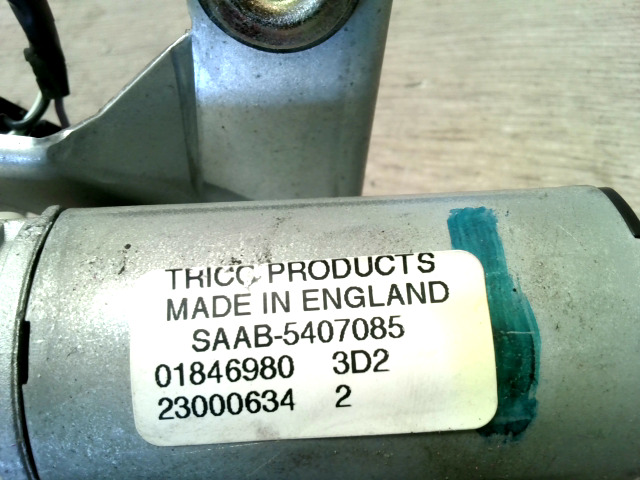 TRICO PRODUCTS
MADE IN ENGLAND
SAAB-5407085
01846980 3D2
23000634 2